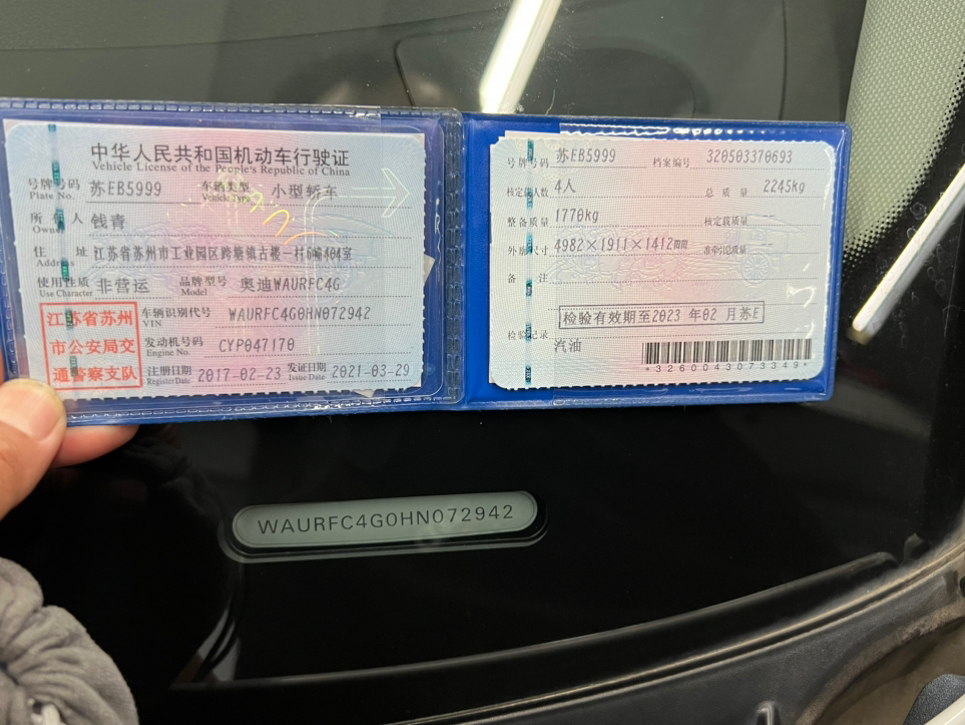 中华人民共和国机动车行驶证
Vehicle License of the People's Republic of China
号牌号码 苏EB5999 车辆类型 小型轿车
Plate No. Vehicle Type
所有人 钱青
Owner
住址 江苏省苏州市工业园区跨塘镇古楼一村6幢404室
Address
使用性质 非营运 品牌型号 奥迪WAURFC4G
Use Character Model
江苏省苏州
市公安局交
通警察支队
车辆识别代号 WAURFC4G0HN072942
VIN
发动机号码 CYP047170
Engine No.
注册日期 2017-02-23 发证日期 2021-03-29
Register Date Issue Date
号牌号码 苏EB5999 档案编号 320503370693
核定载人数 4人 总质量 2245kg
整备质量 1770kg 核定载质量 --
外廓尺寸 4982×1911×1412mm 准牵引总质量 --
备注
检验有效期至2023 年02 月苏E
检验记录
汽油
*3260043073349*
WAURFC4G0HN072942